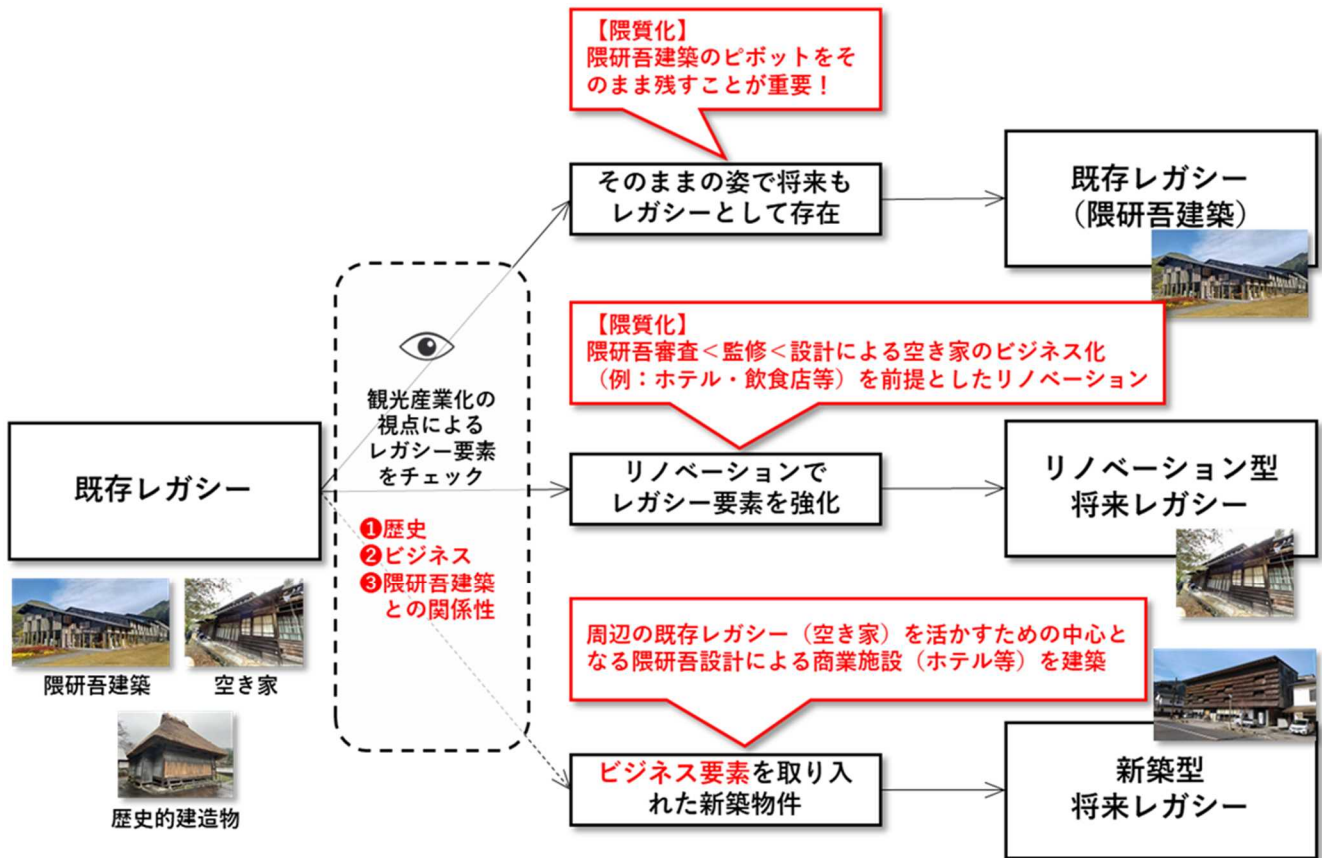 【隈質化】
隈研吾建築のピボットをそ
のまま残すことが重要！
そのままの姿で将来も
レガシーとして存在
既存レガシー
（隈研吾建築）
【隈質化】
隈研吾審査＜監修＜設計による空き家のビジネス化
（例：ホテル・飲食店等）を前提としたリノベーション
観光産業化の
視点による
レガシー要素
をチェック
❶歴史
❷ビジネス
❸隈研吾建築
との関係性
既存レガシー
隈研吾建築
空き家
歴史的建造物
リノベーションで
レガシー要素を強化
リノベーション型
将来レガシー
周辺の既存レガシー（空き家）を活かすための中心と
なる隈研吾設計による商業施設（ホテル等）を建築
ビジネス要素を取り入
れた新築物件
新築型
将来レガシー